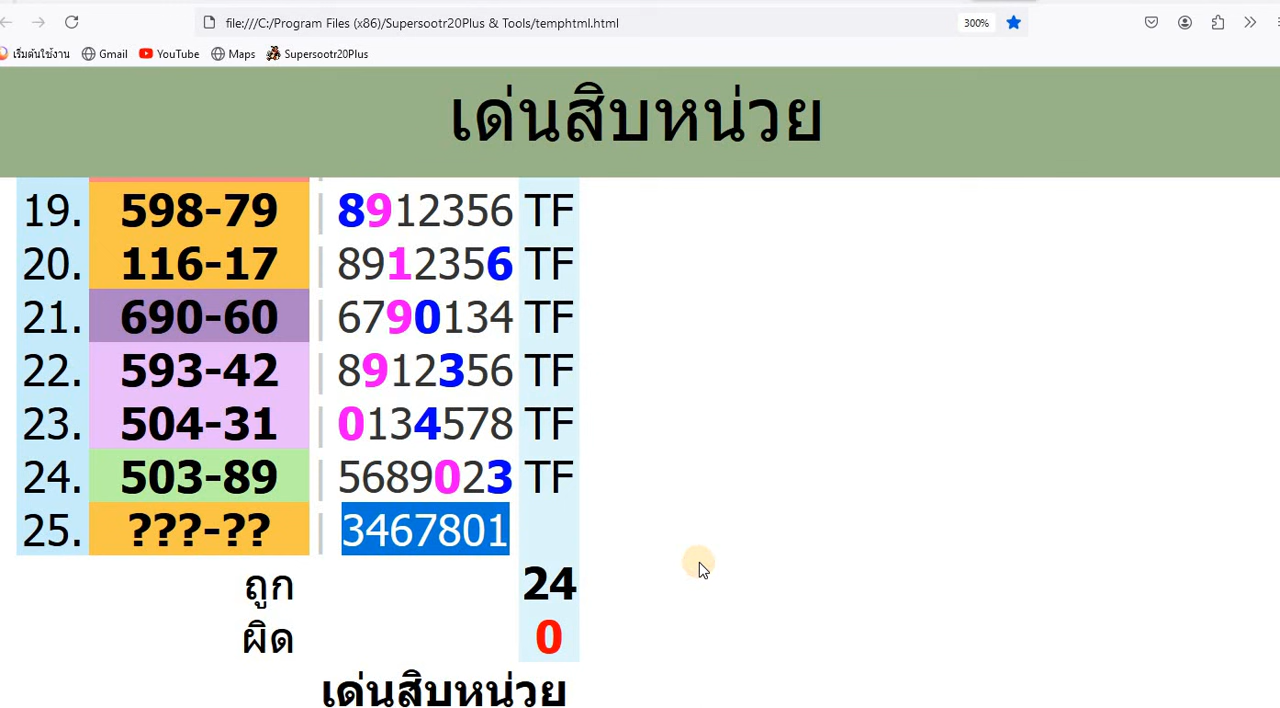 file:///C:/Program Files (x86)/Supersootr20Plus & Tools/temphtml.html 300%
เริ่มต้นใช้งาน Gmail YouTube Maps Supersootr20Plus
เด่นสิบหน่วย
19. 598-79 | 8912356 TF
20. 116-17 | 8912356 TF
21. 690-60 | 6790134 TF
22. 593-42 | 8912356 TF
23. 504-31 | 0134578 TF
24. 503-89 | 5689023 TF
25. ???-?? | 3467801
ถูก 24
ผิด 0
เด่นสิบหน่วย